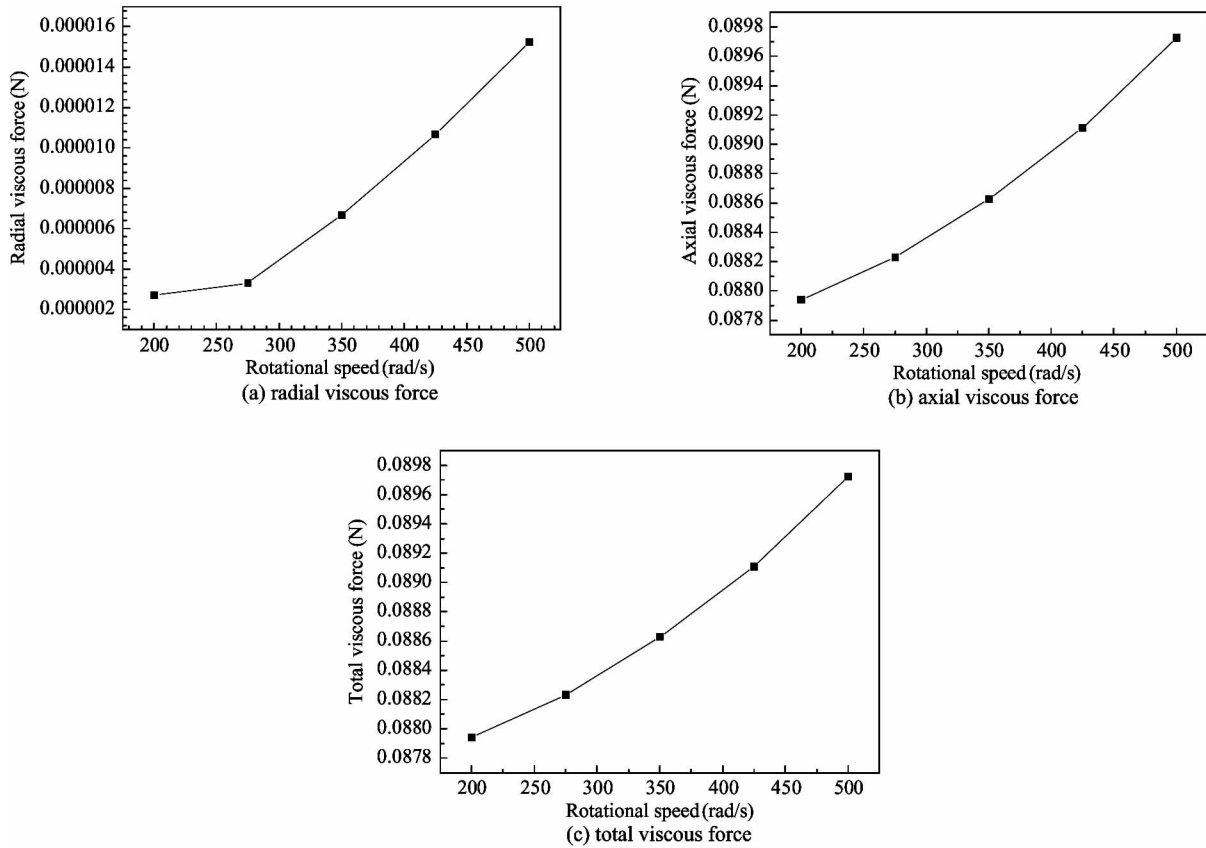 0.000016
0.000014
0.000012
0.000010
0.000008
0.000006
0.000004
0.000002
Radial viscous force (N)
200 250 300 350 400 450 500
Rotational speed (rad/s)
(a) radial viscous force
0.0898
0.0896
0.0894
0.0892
0.0890
0.0888
0.0886
0.0884
0.0882
0.0880
0.0878
Axial viscous force (N)
200 250 300 350 400 450 500
Rotational speed (rad/s)
(b) axial viscous force
0.0898
0.0896
0.0894
0.0892
0.0890
0.0888
0.0886
0.0884
0.0882
0.0880
0.0878
Total viscous force (N)
200 250 300 350 400 450 500
Rotational speed (rad/s)
(c) total viscous force